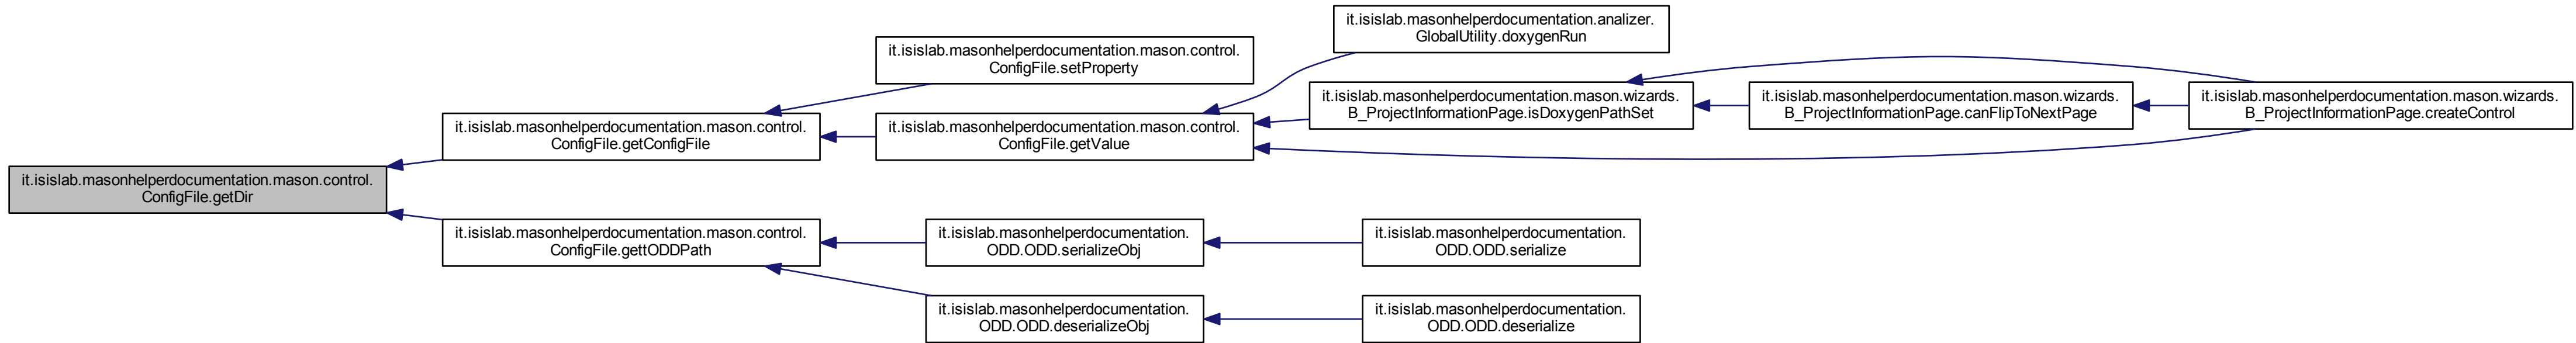 it.isislab.masonhelperdocumentation.mason.control.
ConfigFile.getDir
it.isislab.masonhelperdocumentation.mason.control.
ConfigFile.getConfigFile
it.isislab.masonhelperdocumentation.mason.control.
ConfigFile.setProperty
it.isislab.masonhelperdocumentation.mason.control.
ConfigFile.getValue
it.isislab.masonhelperdocumentation.analizer.
GlobalUtility.doxygenRun
it.isislab.masonhelperdocumentation.mason.wizards.
B_ProjectInformationPage.isDoxygenPathSet
it.isislab.masonhelperdocumentation.mason.wizards.
B_ProjectInformationPage.canFlipToNextPage
it.isislab.masonhelperdocumentation.mason.wizards.
B_ProjectInformationPage.createControl
it.isislab.masonhelperdocumentation.mason.control.
ConfigFile.gettODDPath
it.isislab.masonhelperdocumentation.
ODD.ODD.serializeObj
it.isislab.masonhelperdocumentation.
ODD.ODD.serialize
it.isislab.masonhelperdocumentation.
ODD.ODD.deserializeObj
it.isislab.masonhelperdocumentation.
ODD.ODD.deserialize